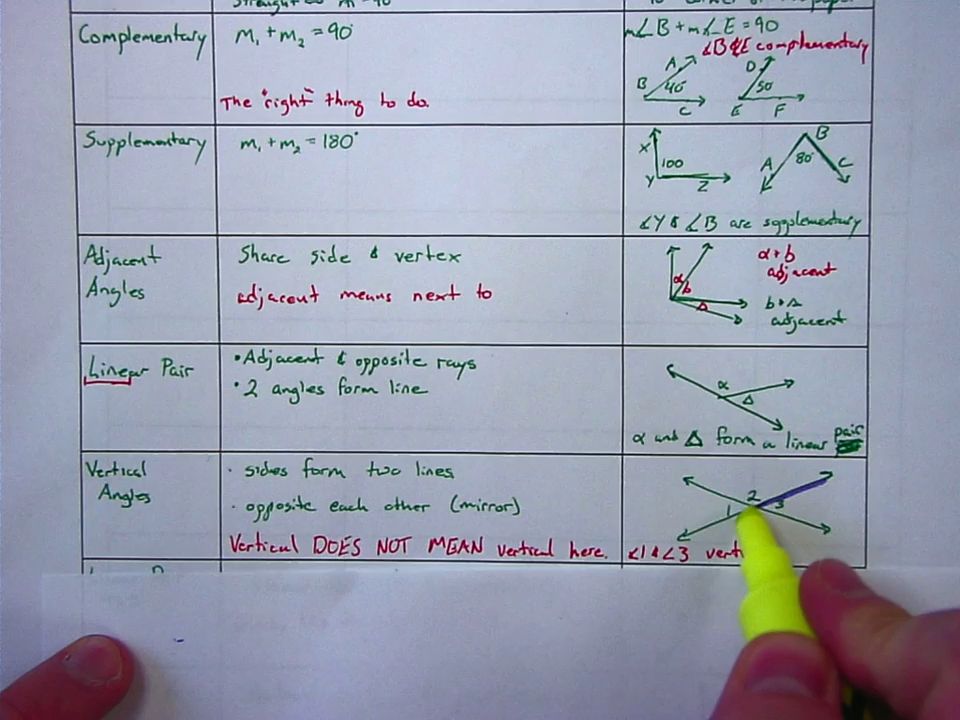 Complementary
m₁ + m₂ = 90°
The "right" thing to do.
m∠B + m∠E = 90
∠B & E complementary
A
B 40°
C
D
50
E F
Supplementary
m₁ + m₂ = 180°
X
100
Y Z
B
A 80° C
∠Y & ∠B are sgplementary
Adjacent
Angles
Share side & vertex
adjacent means next to
α b Δ
α + b
adjacent
b + Δ
adjacent
Linear Pair
• Adjacent & opposite rays
• 2 angles form line
α Δ
α and Δ form a linear pair
Vertical
Angles
· sides form two lines
· opposite each other (mirror)
Vertical DOES NOT MEAN vertical here.
1 2 3
∠1 & ∠3 verti